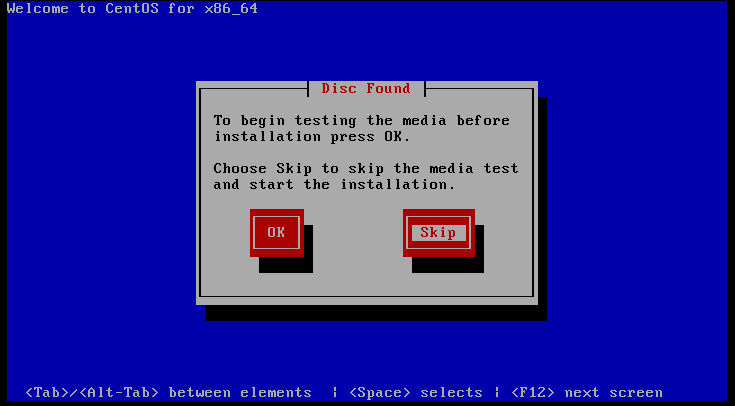 Welcome to CentOS for x86_64
Disc Found
To begin testing the media before
installation press OK.
Choose Skip to skip the media test
and start the installation.
OK Skip
<Tab>/<Alt-Tab> between elements | <Space> selects | <F12> next screen